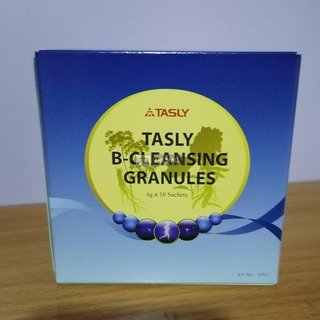 TASLY
TASLY
B-CLEANSING
GRANULES
4g x 10 Sachets